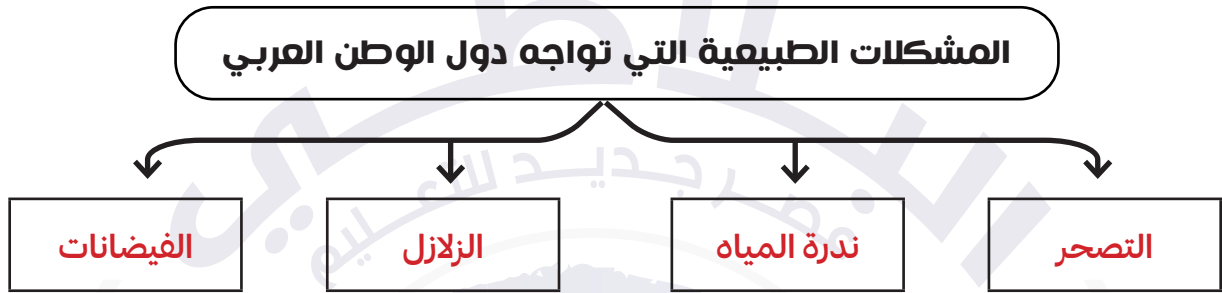 المشكلات الطبيعية التي تواجه دول الوطن العربي
التصحر
ندرة المياه
الزلازل
الفيضانات